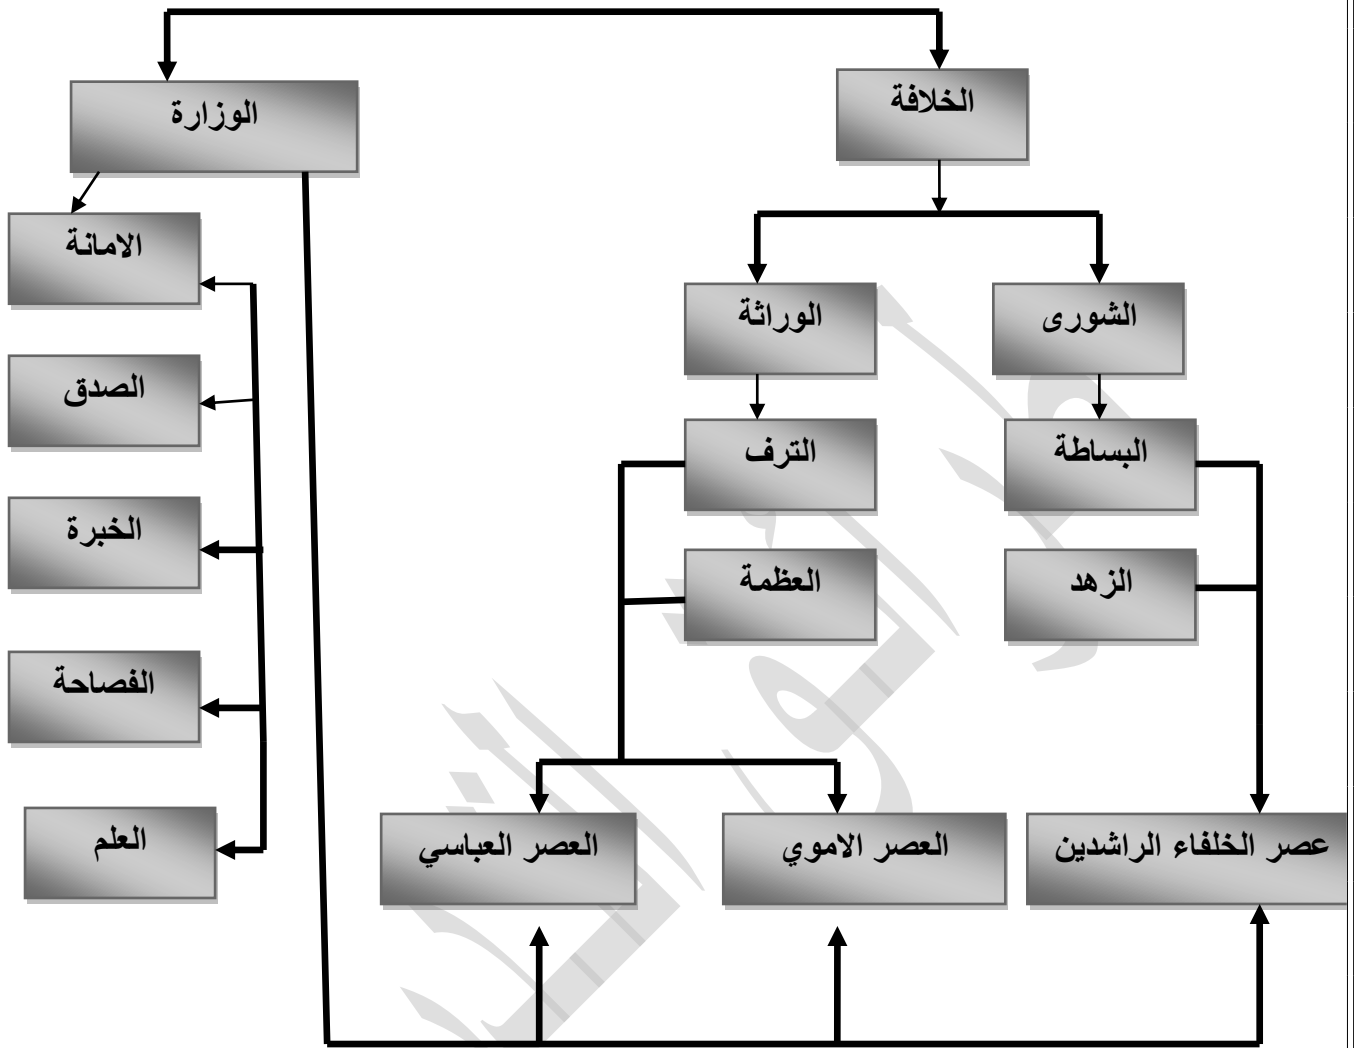 الخلافة
الوزارة
الامانة
الشورى
الوراثة
الصدق
البساطة
الترف
الخبرة
الزهد
العظمة
الفصاحة
عصر الخلفاء الراشدين
العصر الاموي
العصر العباسي
العلم